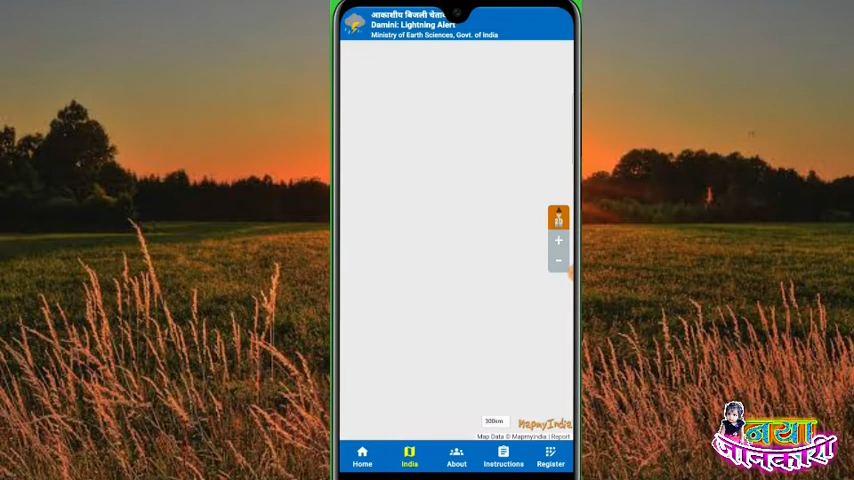 आकाशीय बिजली
Damini: Lightning Alert
Ministry of Earth Sciences, Govt. of India
+
-
300km
MapmyIndia
Map Data © MapmyIndia | Report
Home India About Instructions Register
नया
जानकारी